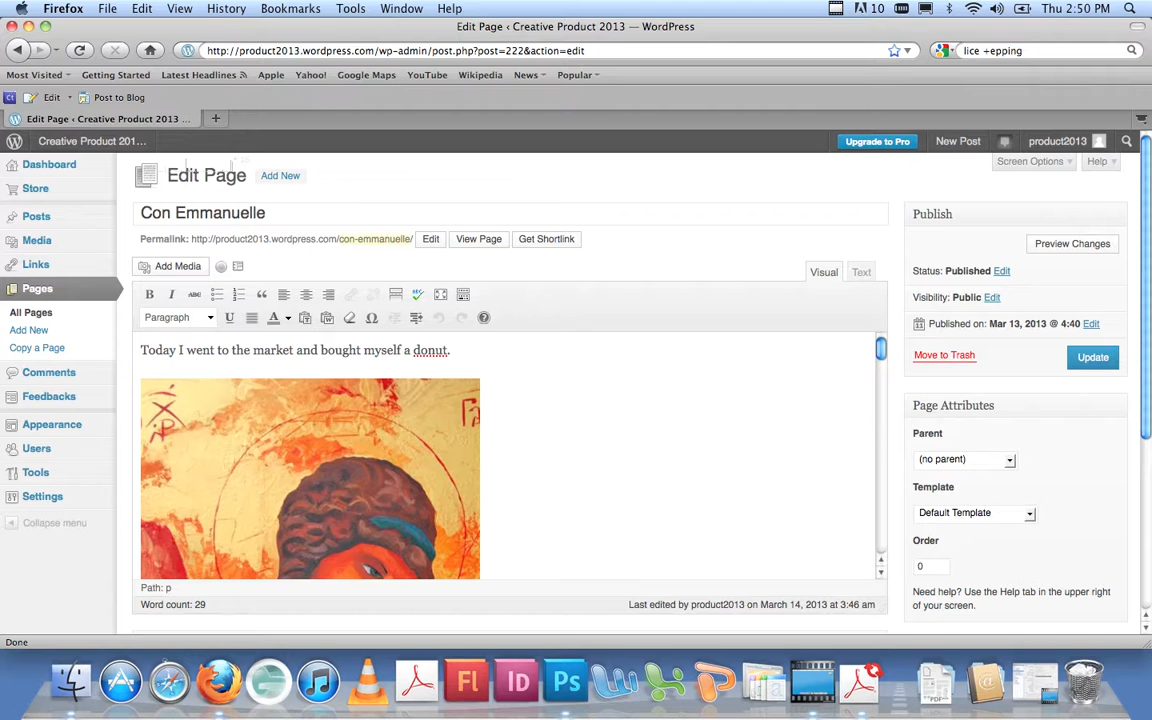 Firefox File Edit View History Bookmarks Tools Window Help 10 Thu 2:50 PM
Edit Page ‹ Creative Product 2013 — WordPress
http://product2013.wordpress.com/wp-admin/post.php?post=222&action=edit lice +epping
Most Visited Getting Started Latest Headlines Apple Yahoo! Google Maps YouTube Wikipedia News Popular
Ct Edit Post to Blog
Edit Page ‹ Creative Product 2013 ... +
Creative Product 201... Upgrade to Pro New Post product2013
Dashboard
Store
Posts
Media
Links
Pages
All Pages
Add New
Copy a Page
Comments
Feedbacks
Appearance
Users
Tools
Settings
Collapse menu
Screen Options Help
Edit Page Add New
Con Emmanuelle
Permalink: http://product2013.wordpress.com/con-emmanuelle/ Edit View Page Get Shortlink
Add Media Visual Text
B I ABC
Paragraph U A
Today I went to the market and bought myself a donut.
Path: p
Word count: 29 Last edited by product2013 on March 14, 2013 at 3:46 am
Publish
Preview Changes
Status: Published Edit
Visibility: Public Edit
Published on: Mar 13, 2013 @ 4:40 Edit
Move to Trash Update
Page Attributes
Parent
(no parent)
Template
Default Template
Order
0
Need help? Use the Help tab in the upper right
of your screen.
Done
Fl Id Ps
PDF